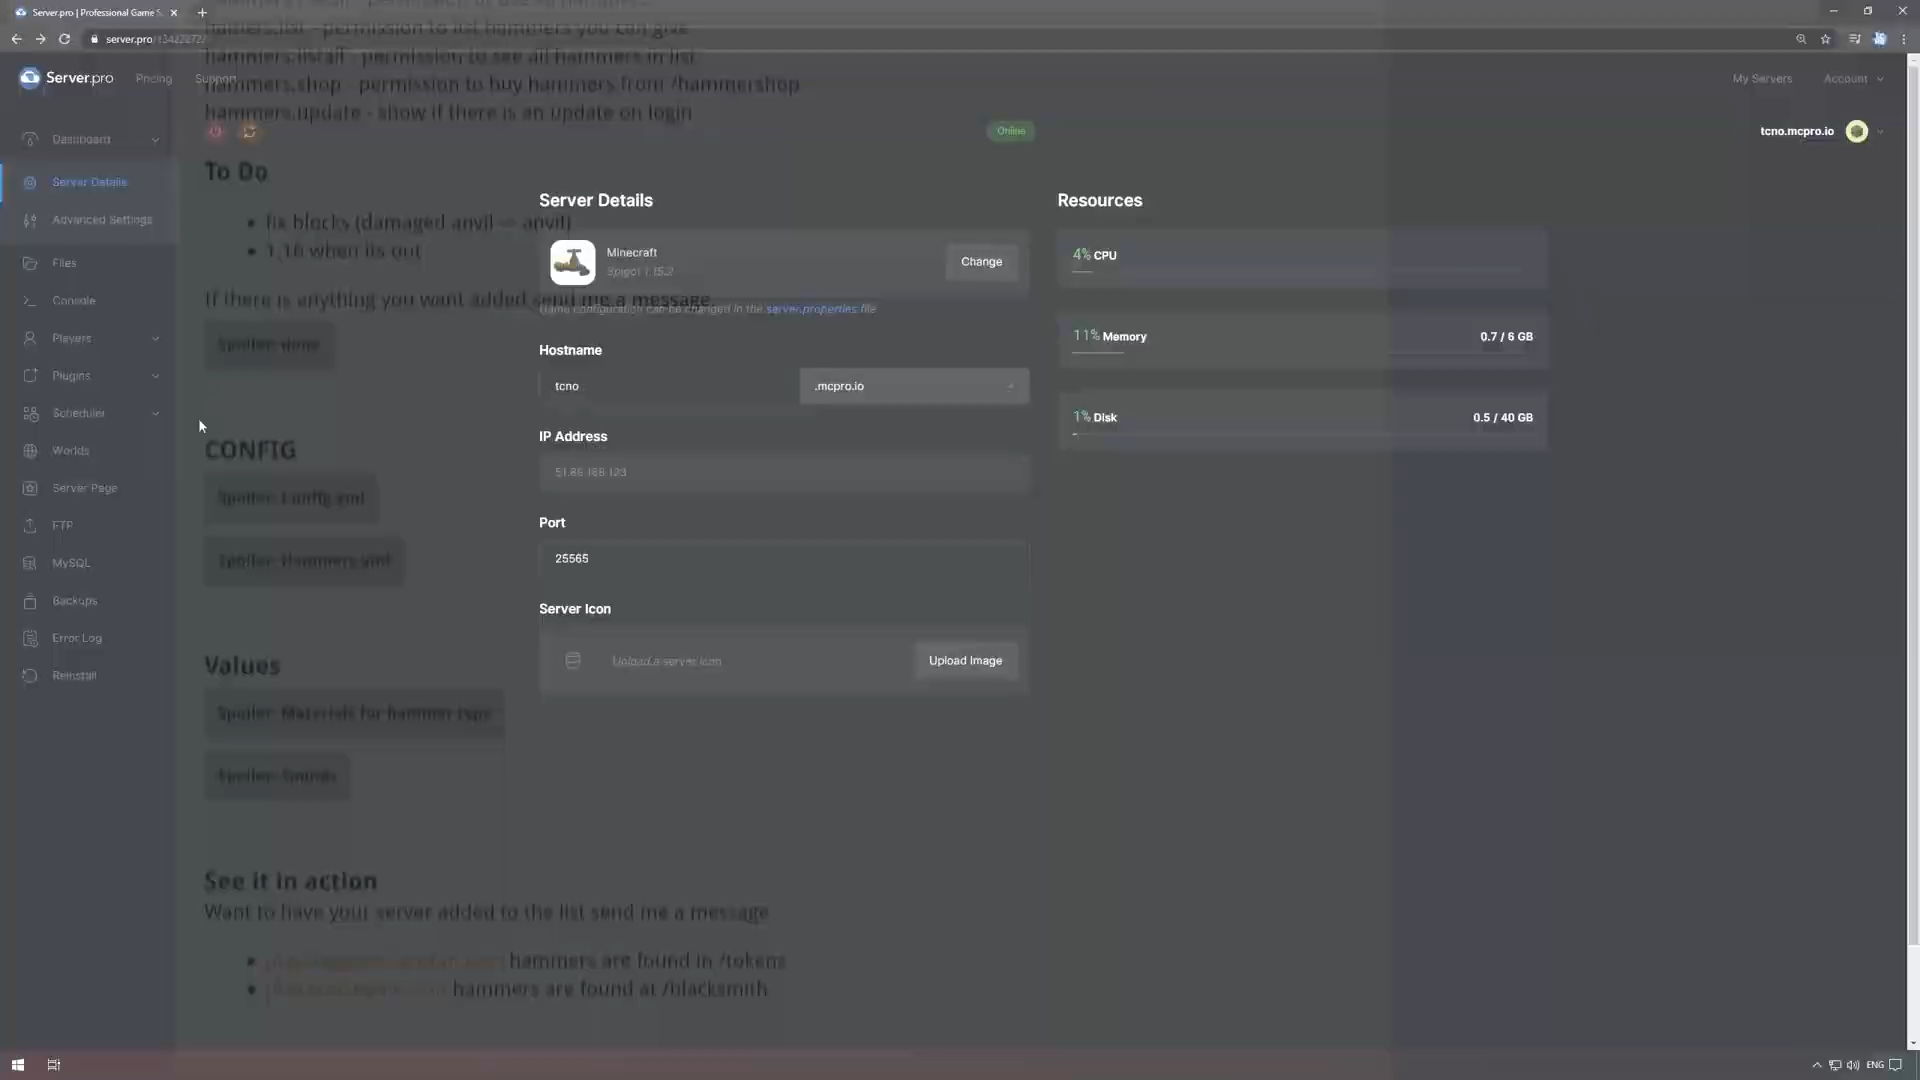 Server.pro | Professional Game S
server.pro/13422872/
hammers.list - permission to list hammers you can give
hammers.listall - permission to see all hammers in list
Server.pro
Pricing
Support
My Servers
Account
hammers.shop - permission to buy hammers from /hammershop
hammers.update - show if there is an update on login
Online
tcno.mcpro.io
Dashboard
Server Details
Advanced Settings
Files
Console
Players
Plugins
Scheduler
Worlds
Server Page
FTP
MySQL
Backups
Error Log
Reinstall
To Do
fix blocks (damaged anvil -- anvil)
1.16 when its out
If there is anything you want added send me a message.
Spoiler: done
CONFIG
Spoiler: Config.yml
Spoiler: Hammers.yml
Values
Spoiler: Materials for hammer type
Spoiler: Sounds
See it in action
Want to have your server added to the list send me a message
hammers are found in /tokens
hammers are found at /blacksmith
Server Details
Minecraft
Spigot 1.15.2
Change
Game configuration can be changed in the server.properties file
Hostname
tcno
.mcpro.io
IP Address
Port
25565
Server Icon
Upload a server icon
Upload Image
Resources
4% CPU
11% Memory
0.7 / 6 GB
1% Disk
0.5 / 40 GB
ENG